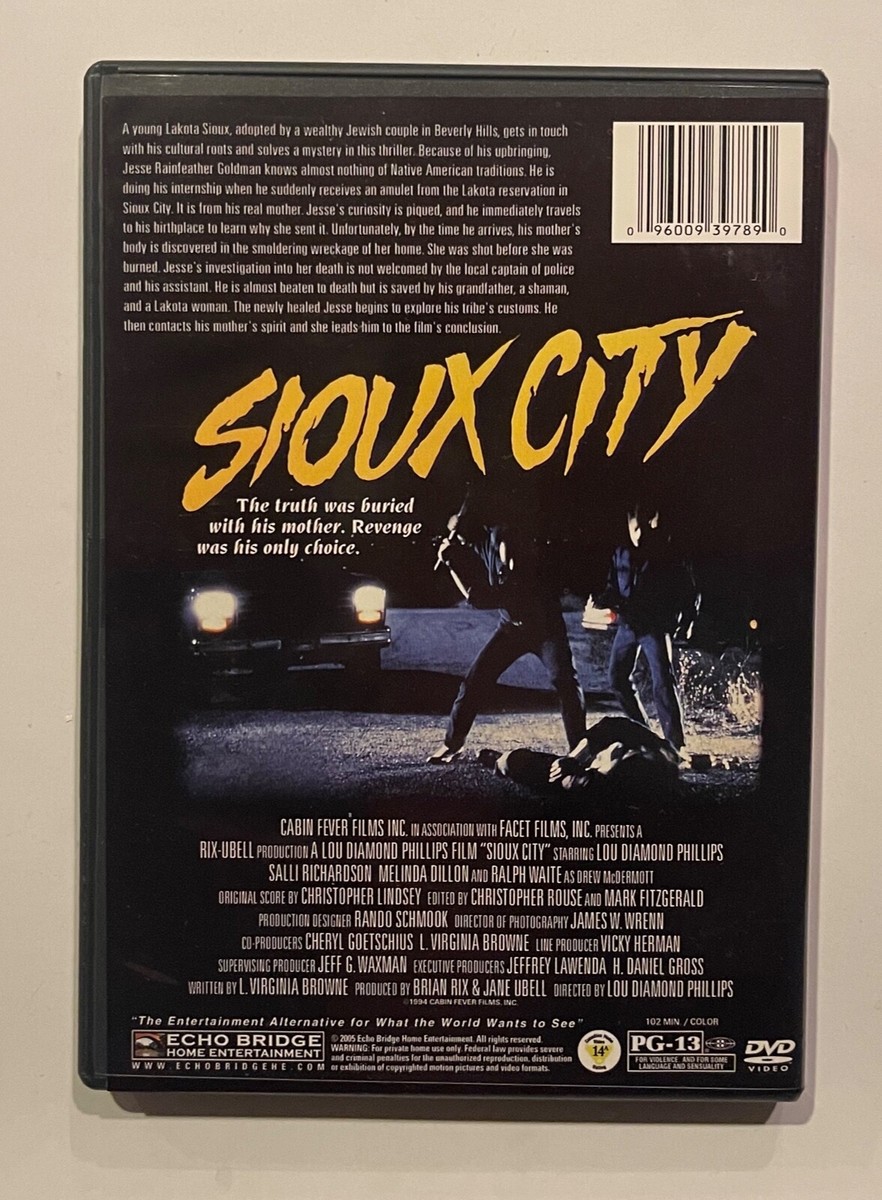 A young Lakota Sioux, adopted by a wealthy Jewish couple in Beverly Hills, gets in touch
with his cultural roots and solves a mystery in this thriller. Because of his upbringing,
Jesse Rainfeather Goldman knows almost nothing of Native American traditions. He is
doing his internship when he suddenly receives an amulet from the Lakota reservation in
Sioux City. It is from his real mother. Jesse's curiosity is piqued, and he immediately travels
to his birthplace to learn why she sent it. Unfortunately, by the time he arrives, his mother's
body is discovered in the smoldering wreckage of her home. She was shot before she was
burned. Jesse's investigation into her death is not welcomed by the local captain of police
and his assistant. He is almost beaten to death but is saved by his grandfather, a shaman,
and a Lakota woman. The newly healed Jesse begins to explore his tribe's customs. He
then contacts his mother's spirit and she leads him to the film's conclusion.
0 96009 39789 0
SIOUX CITY
The truth was buried
with his mother. Revenge
was his only choice.
CABIN FEVER FILMS INC. IN ASSOCIATION WITH FACET FILMS, INC. PRESENTS A
RIX-UBELL PRODUCTION A LOU DIAMOND PHILLIPS FILM "SIOUX CITY" STARRING LOU DIAMOND PHILLIPS
SALLI RICHARDSON MELINDA DILLON AND RALPH WAITE AS DREW McDERMOTT
ORIGINAL SCORE BY CHRISTOPHER LINDSEY EDITED BY CHRISTOPHER ROUSE AND MARK FITZGERALD
PRODUCTION DESIGNER RANDO SCHMOOK DIRECTOR OF PHOTOGRAPHY JAMES W. WRENN
CO-PRODUCERS CHERYL GOETSCHIUS L. VIRGINIA BROWNE LINE PRODUCER VICKY HERMAN
SUPERVISING PRODUCER JEFF G. WAXMAN EXECUTIVE PRODUCERS JEFFREY LAWENDA H. DANIEL GROSS
WRITTEN BY L. VIRGINIA BROWNE PRODUCED BY BRIAN RIX & JANE UBELL DIRECTED BY LOU DIAMOND PHILLIPS
©1994 CABIN FEVER FILMS, INC.
"The Entertainment Alternative for What the World Wants to See"
102 MIN. / COLOR
ECHO BRIDGE
HOME ENTERTAINMENT
WWW.ECHOBRIDGEHE.COM
© 2005 Echo Bridge Home Entertainment. All rights reserved.
WARNING: For private home use only. Federal law provides severe
and criminal penalties for the unauthorized reproduction, distribution
or exhibition of copyrighted motion pictures and video formats.
14A
PG-13
FOR VIOLENCE, AND FOR SOME
LANGUAGE AND SENSUALITY
DVD
VIDEO